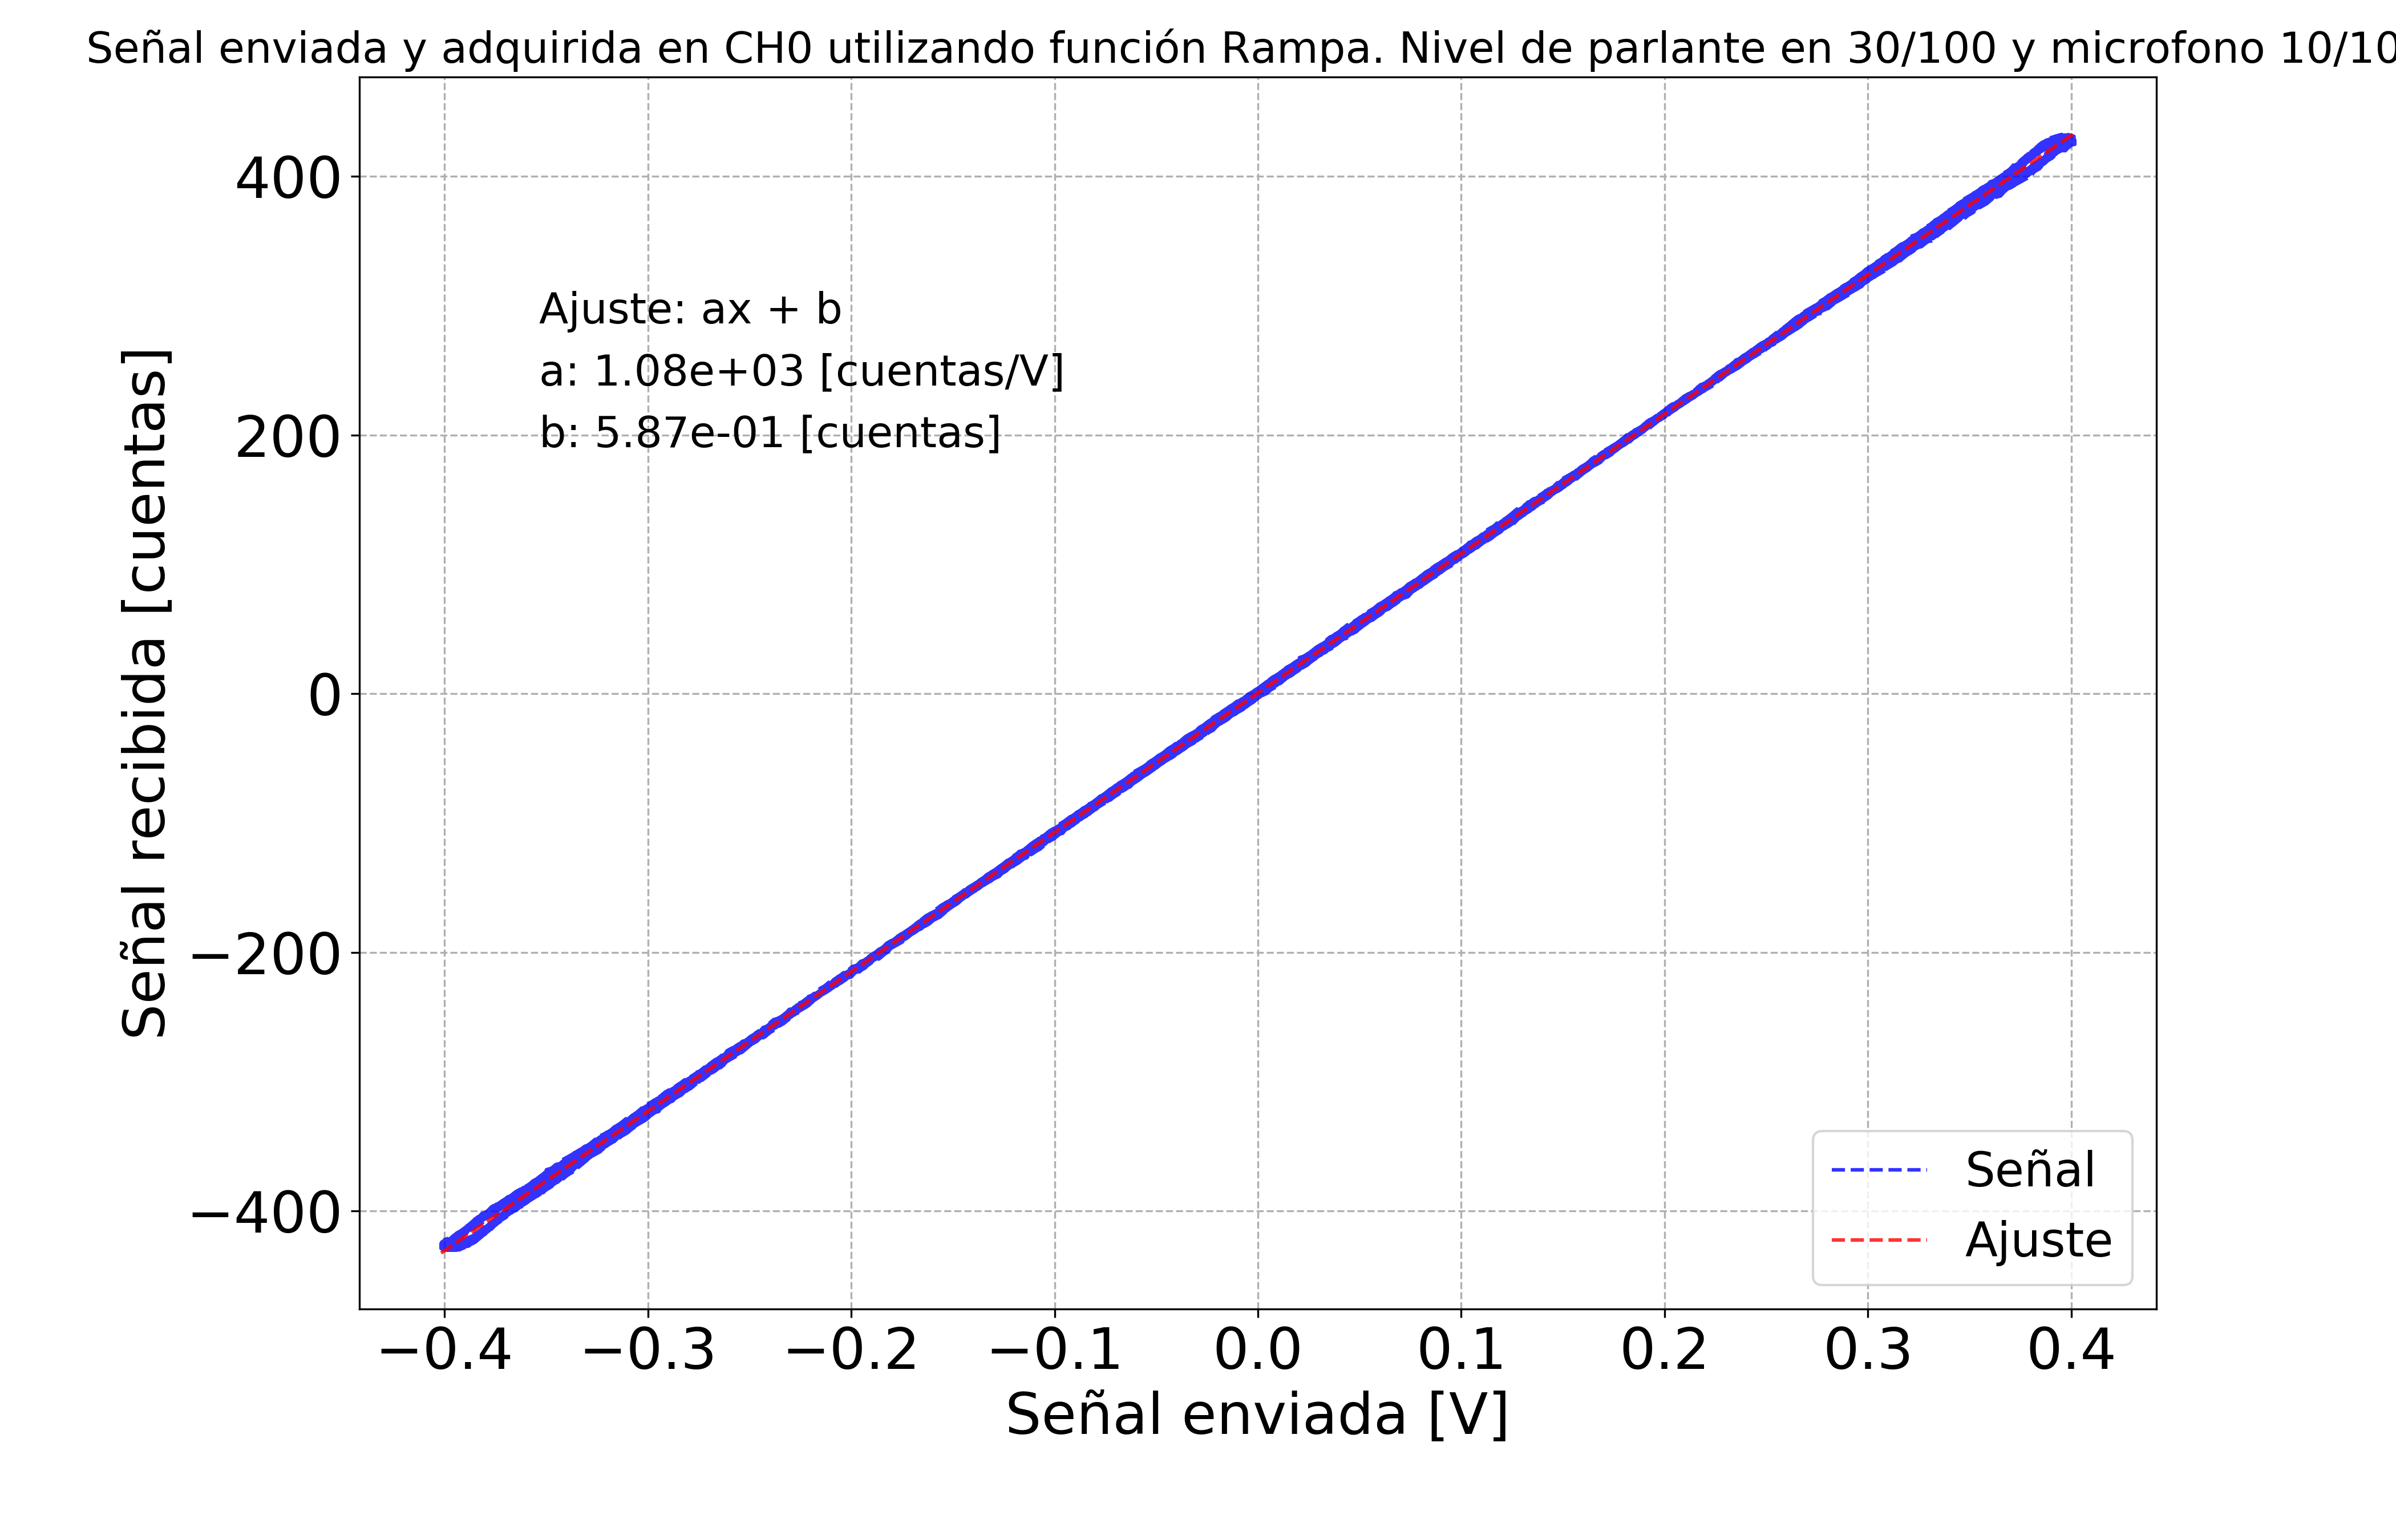 Señal enviada y adquirida en CH0 utilizando función Rampa. Nivel de parlante en 30/100 y microfono 10/10
Señal recibida [cuentas]
400
200
0
−200
−400
Ajuste: ax + b
a: 1.08e+03 [cuentas/V]
b: 5.87e-01 [cuentas]
Señal
Ajuste
−0.4 −0.3 −0.2 −0.1 0.0 0.1 0.2 0.3 0.4
Señal enviada [V]